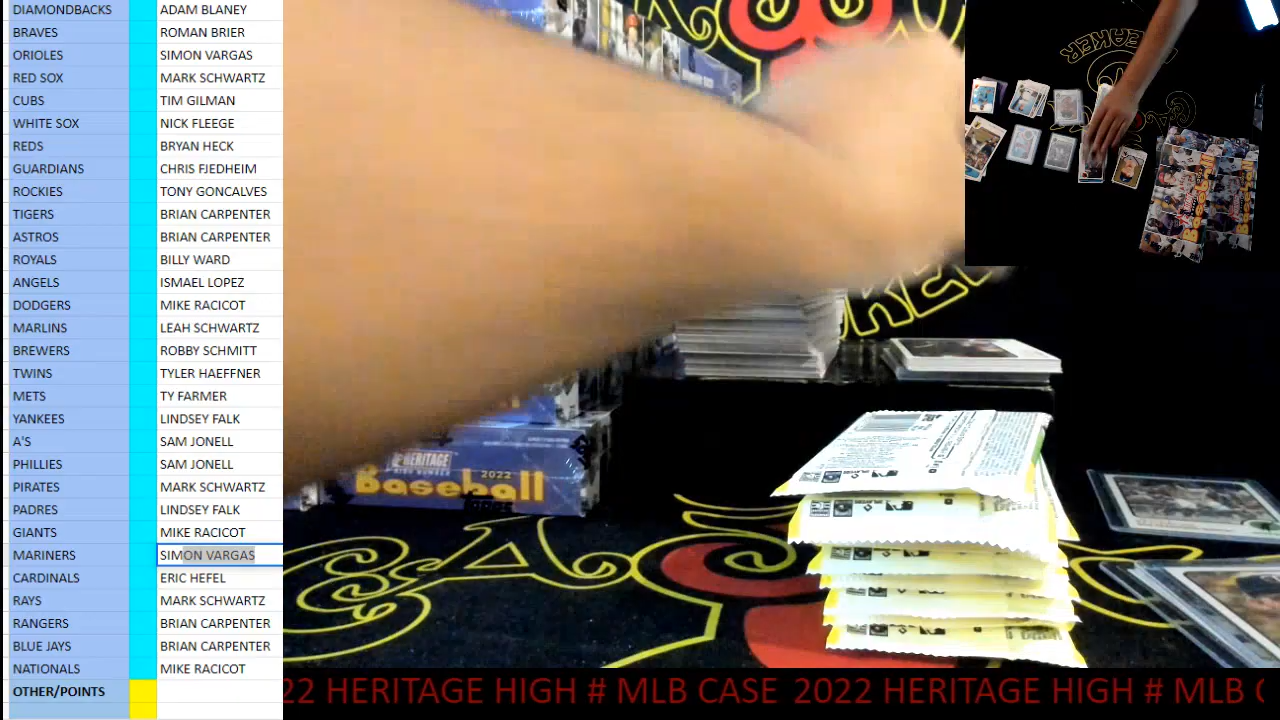 DIAMONDBACKS ADAM BLANEY
BRAVES ROMAN BRIER
ORIOLES SIMON VARGAS
RED SOX MARK SCHWARTZ
CUBS TIM GILMAN
WHITE SOX NICK FLEEGE
REDS BRYAN HECK
GUARDIANS CHRIS FJEDHEIM
ROCKIES TONY GONCALVES
TIGERS BRIAN CARPENTER
ASTROS BRIAN CARPENTER
ROYALS BILLY WARD
ANGELS ISMAEL LOPEZ
DODGERS MIKE RACICOT
MARLINS LEAH SCHWARTZ
BREWERS ROBBY SCHMITT
TWINS TYLER HAEFFNER
METS TY FARMER
YANKEES LINDSEY FALK
A'S SAM JONELL
PHILLIES SAM JONELL
PIRATES MARK SCHWARTZ
PADRES LINDSEY FALK
GIANTS MIKE RACICOT
MARINERS SIMON VARGAS
CARDINALS ERIC HEFEL
RAYS MARK SCHWARTZ
RANGERS BRIAN CARPENTER
BLUE JAYS BRIAN CARPENTER
NATIONALS MIKE RACICOT
OTHER/POINTS
BREAKER
Baseball
HERITAGE
2022
Baseball
22 HERITAGE HIGH # MLB CASE 2022 HERITAGE HIGH # MLB